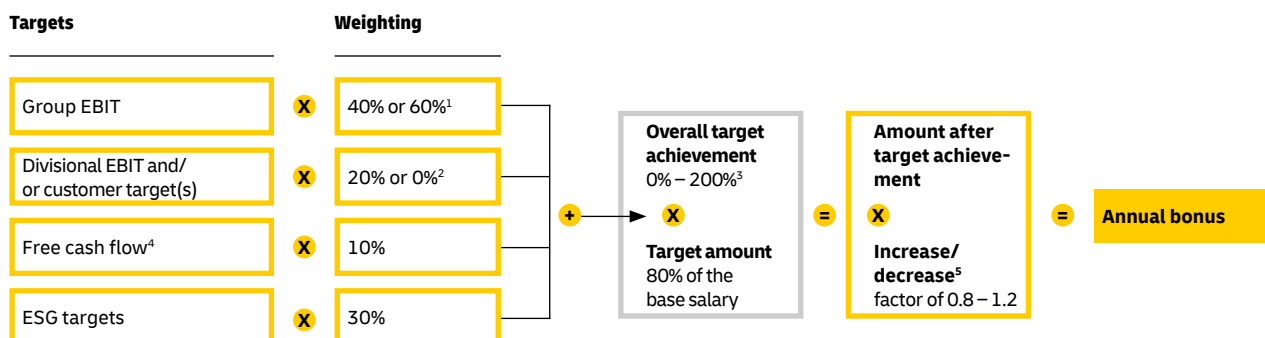 Targets
Weighting
Group EBIT
X
40% or 60%¹
Divisional EBIT and/
or customer target(s)
X
20% or 0%²
Free cash flow⁴
X
10%
ESG targets
X
30%
+
Overall target
achievement
0% – 200%³
X
Target amount
80% of the
base salary
=
Amount after
target achieve-
ment
X
Increase/
decrease⁵
factor of 0.8 – 1.2
=
Annual bonus